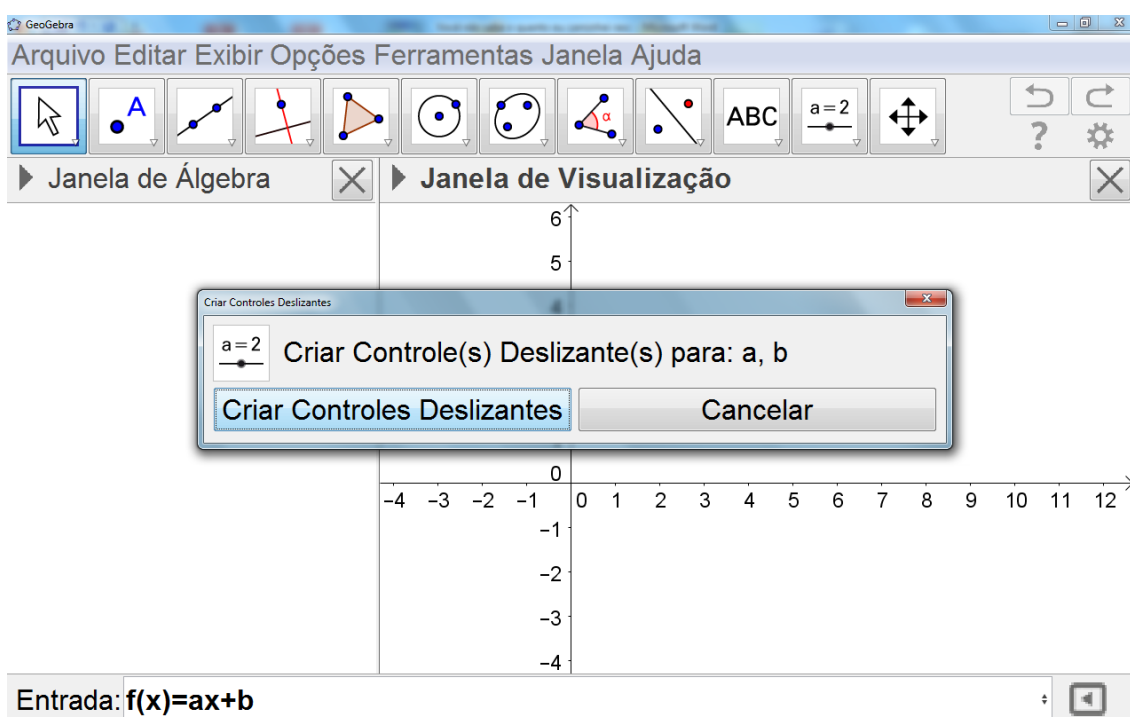 GeoGebra
Arquivo Editar Exibir Opções Ferramentas Janela Ajuda
A
α
ABC
a = 2
?
Janela de Álgebra
Janela de Visualização
6
5
4
Criar Controles Deslizantes
a = 2
Criar Controle(s) Deslizante(s) para: a, b
Criar Controles Deslizantes
Cancelar
0
−4 −3 −2 −1 0 1 2 3 4 5 6 7 8 9 10 11 12
−1
−2
−3
−4
Entrada: f(x)=ax+b